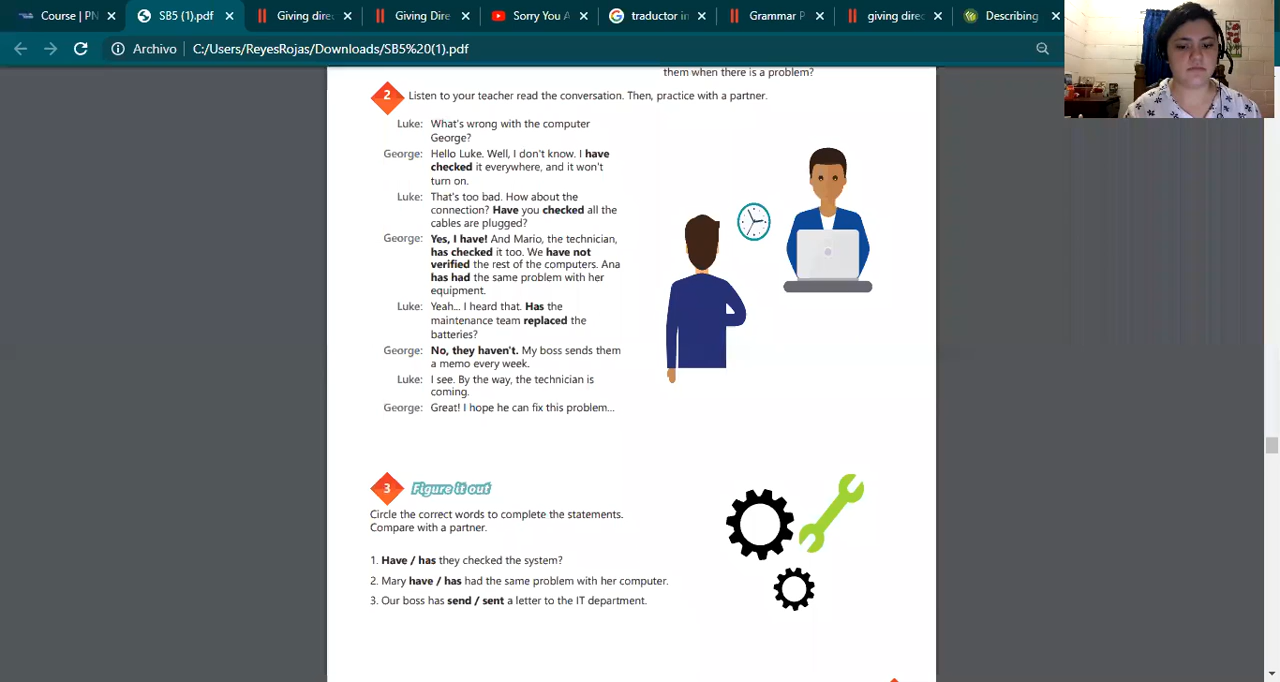 Course | PN
SB5 (1).pdf
Giving dire
Giving Dire
Sorry You A
traductor in
Grammar P
giving direc
Describing
Archivo
C:/Users/ReyesRojas/Downloads/SB5%20(1).pdf
them when there is a problem?
2 Listen to your teacher read the conversation. Then, practice with a partner.
Luke: What's wrong with the computer
George?
George: Hello Luke. Well, I don't know. I have
checked it everywhere, and it won't
turn on.
Luke: That's too bad. How about the
connection? Have you checked all the
cables are plugged?
George: Yes, I have! And Mario, the technician,
has checked it too. We have not
verified the rest of the computers. Ana
has had the same problem with her
equipment.
Luke: Yeah... I heard that. Has the
maintenance team replaced the
batteries?
George: No, they haven't. My boss sends them
a memo every week.
Luke: I see. By the way, the technician is
coming.
George: Great! I hope he can fix this problem...
3 Figure it out
Circle the correct words to complete the statements.
Compare with a partner.
1. Have / has they checked the system?
2. Mary have / has had the same problem with her computer.
3. Our boss has send / sent a letter to the IT department.